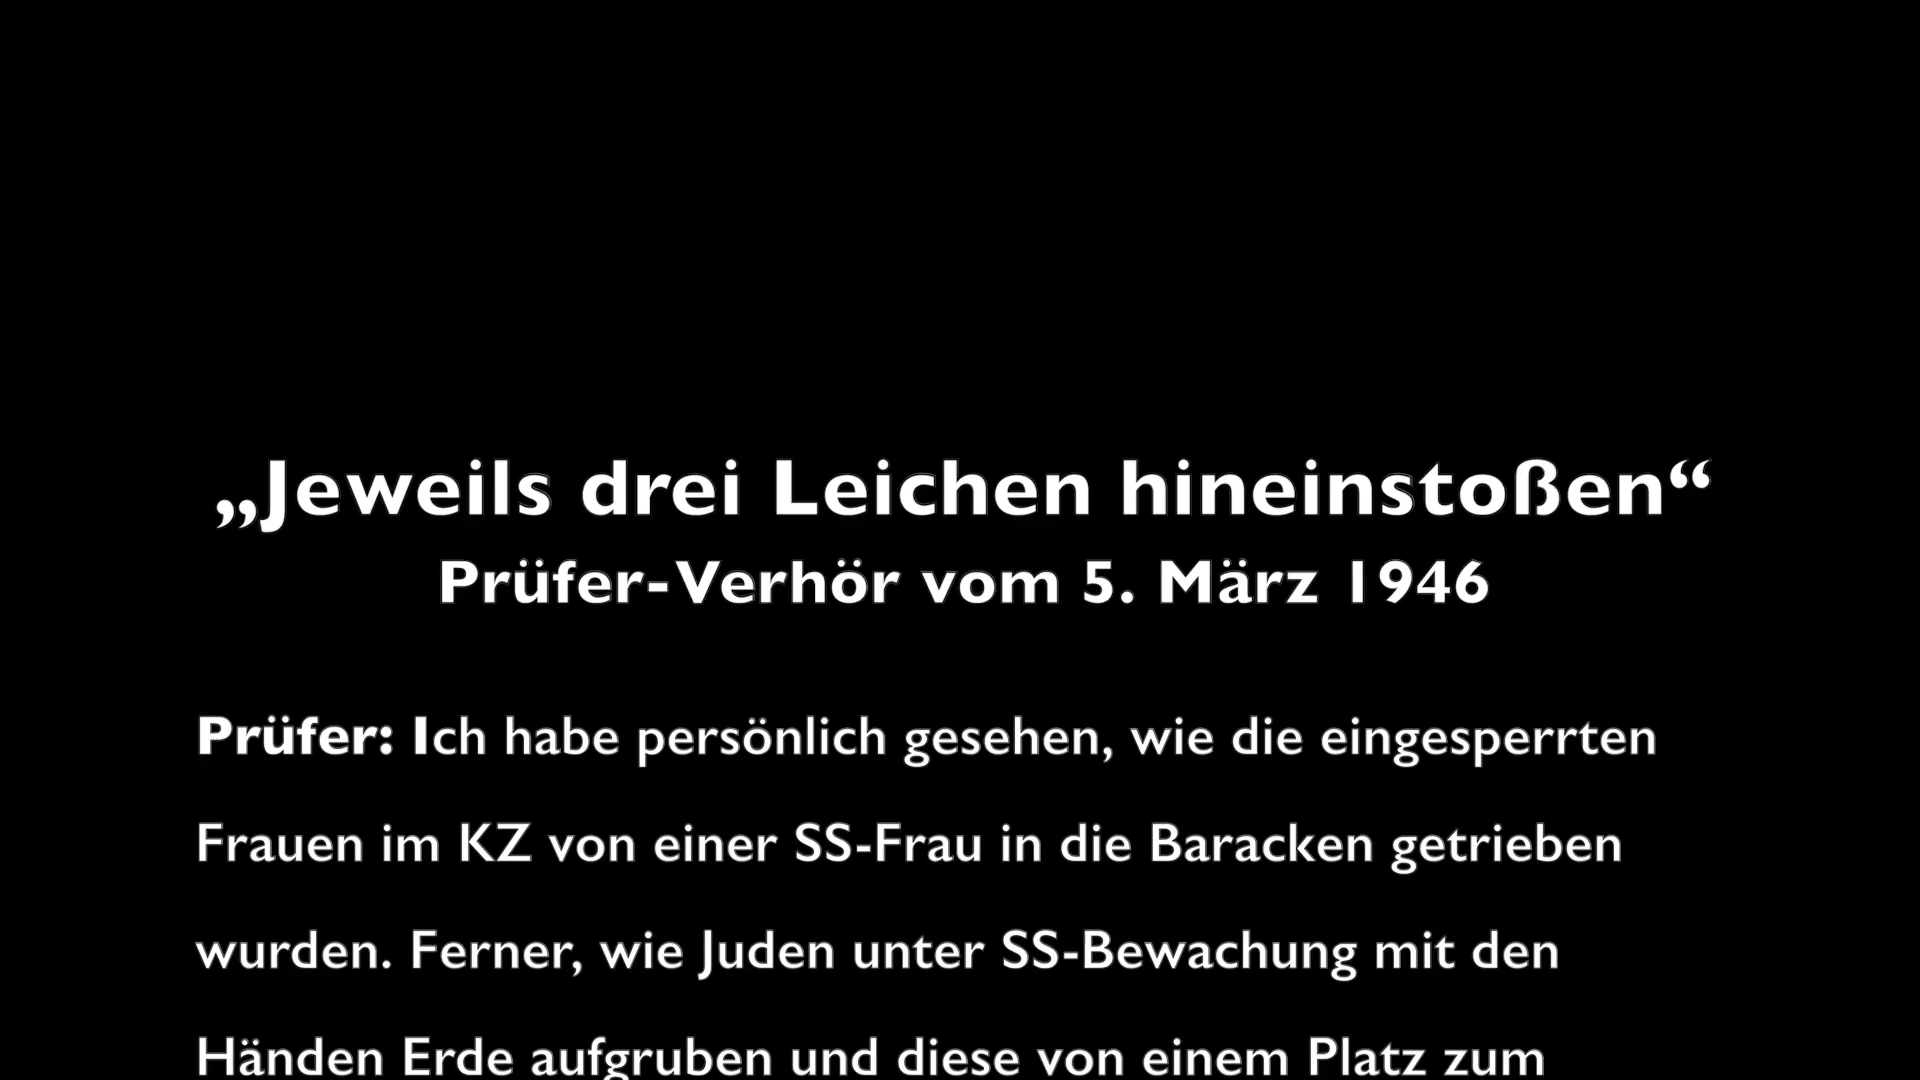 „Jeweils drei Leichen hineinstoßen“
Prüfer-Verhör vom 5. März 1946
Prüfer: Ich habe persönlich gesehen, wie die eingesperrten
Frauen im KZ von einer SS-Frau in die Baracken getrieben
wurden. Ferner, wie Juden unter SS-Bewachung mit den
Händen Erde aufgruben und diese von einem Platz zum